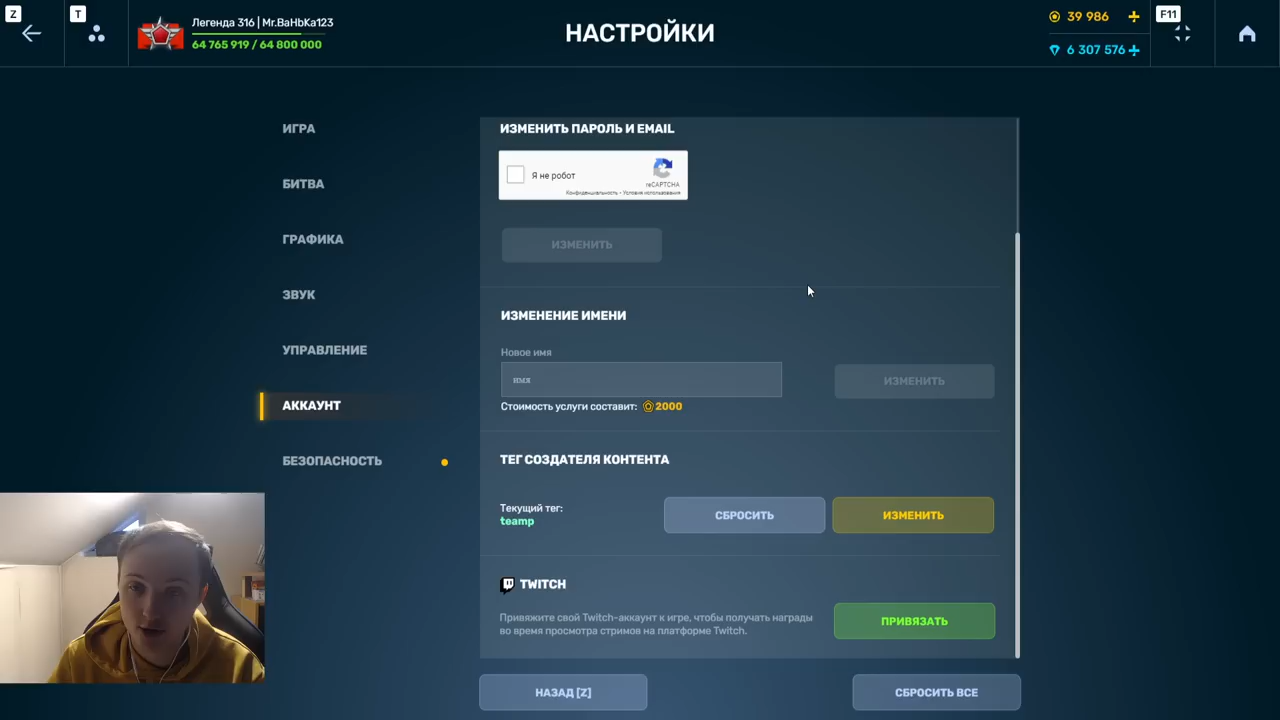 Z
T
Легенда 316 | Mr.BaHbKa123
64 765 919 / 64 800 000
НАСТРОЙКИ
39 986
6 307 576
F11
ИГРА
БИТВА
ГРАФИКА
ЗВУК
УПРАВЛЕНИЕ
АККАУНТ
БЕЗОПАСНОСТЬ
ИЗМЕНИТЬ ПАРОЛЬ И EMAIL
Я не робот
reCAPTCHA
Конфиденциальность - Условия использования
ИЗМЕНИТЬ
ИЗМЕНЕНИЕ ИМЕНИ
Новое имя
имя
ИЗМЕНИТЬ
Стоимость услуги составит: 2000
ТЕГ СОЗДАТЕЛЯ КОНТЕНТА
Текущий тег:
teamp
СБРОСИТЬ
ИЗМЕНИТЬ
TWITCH
Привяжите свой Twitch-аккаунт к игре, чтобы получать награды
во время просмотра стримов на платформе Twitch.
ПРИВЯЗАТЬ
НАЗАД [Z]
СБРОСИТЬ ВСЕ